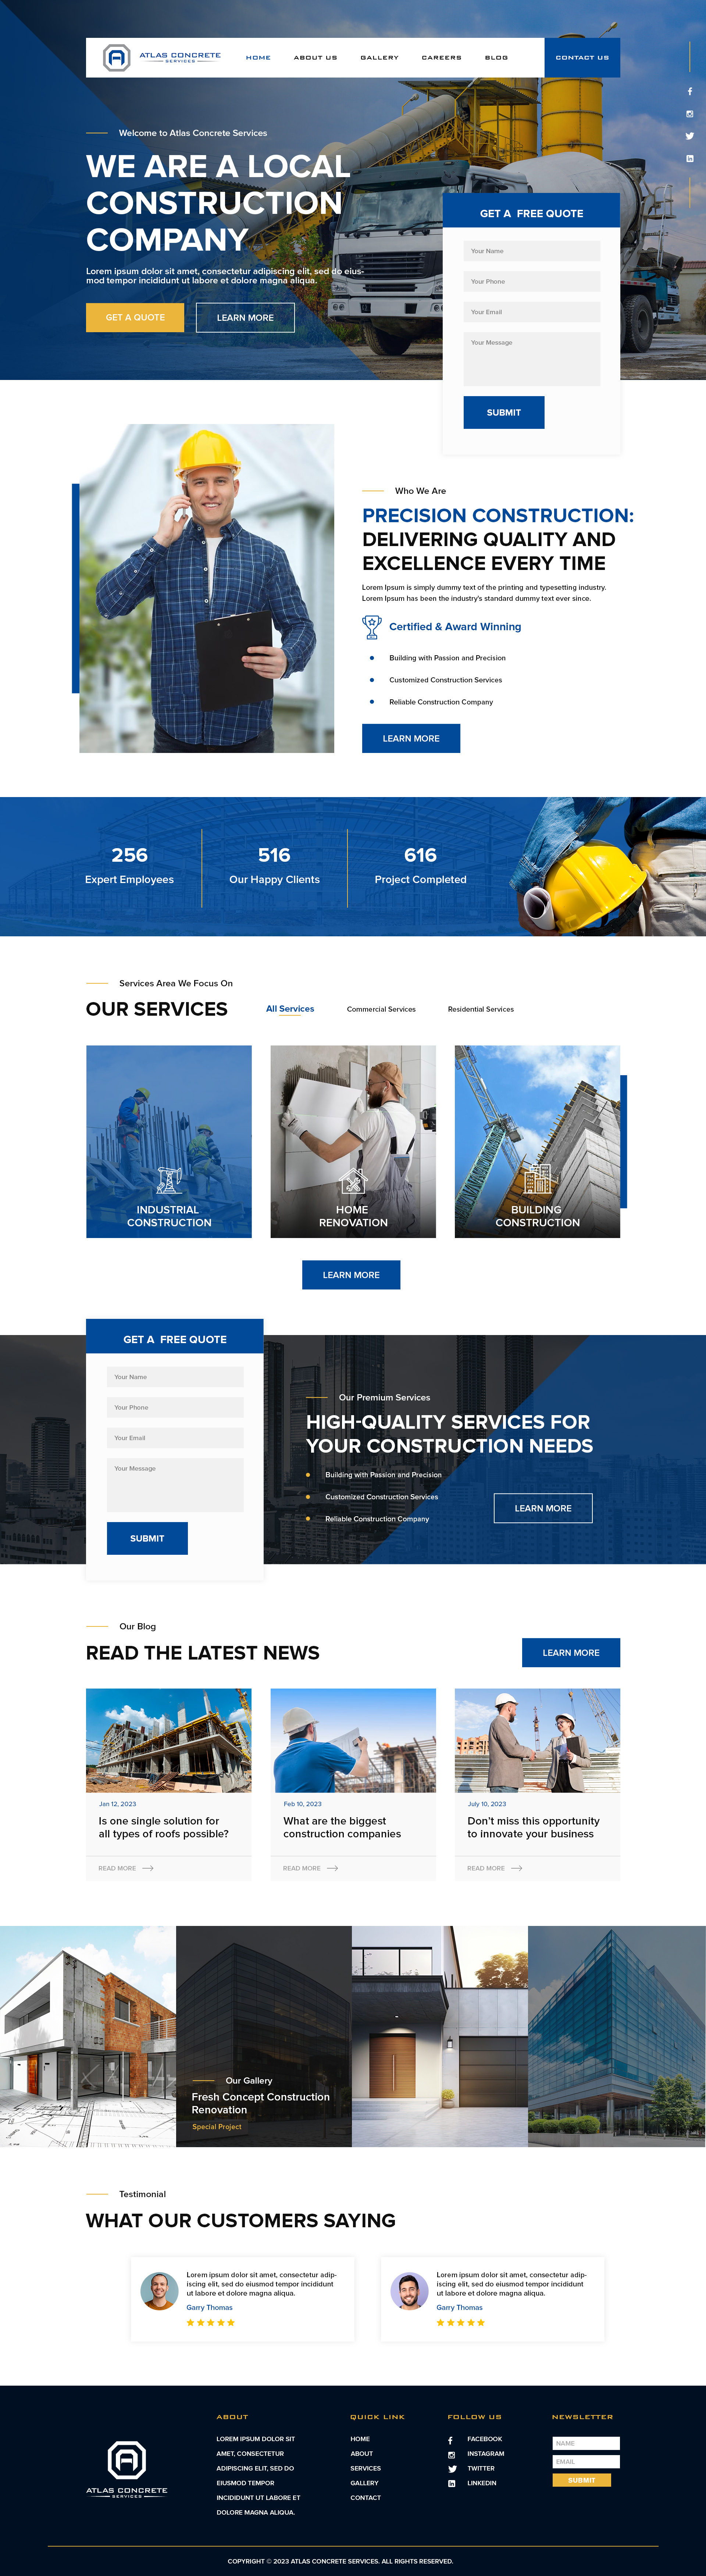 ATLAS CONCRETE
SERVICES
HOME ABOUT US GALLERY CAREERS BLOG CONTACT US
Welcome to Atlas Concrete Services
WE ARE A LOCAL
CONSTRUCTION
COMPANY
Lorem ipsum dolor sit amet, consectetur adipiscing elit, sed do eius-
mod tempor incididunt ut labore et dolore magna aliqua.
GET A QUOTE LEARN MORE
GET A FREE QUOTE
Your Name
Your Phone
Your Email
Your Message
SUBMIT
Who We Are
PRECISION CONSTRUCTION:
DELIVERING QUALITY AND
EXCELLENCE EVERY TIME
Lorem Ipsum is simply dummy text of the printing and typesetting industry.
Lorem Ipsum has been the industry's standard dummy text ever since.
Certified & Award Winning
Building with Passion and Precision
Customized Construction Services
Reliable Construction Company
LEARN MORE
256 516 616
Expert Employees Our Happy Clients Project Completed
Services Area We Focus On
OUR SERVICES All Services Commercial Services Residential Services
INDUSTRIAL
CONSTRUCTION
HOME
RENOVATION
BUILDING
CONSTRUCTION
LEARN MORE
GET A FREE QUOTE
Your Name
Your Phone
Your Email
Your Message
SUBMIT
Our Premium Services
HIGH-QUALITY SERVICES FOR
YOUR CONSTRUCTION NEEDS
Building with Passion and Precision
Customized Construction Services
Reliable Construction Company
LEARN MORE
Our Blog
READ THE LATEST NEWS
LEARN MORE
Jan 12, 2023
Is one single solution for
all types of roofs possible?
READ MORE
Feb 10, 2023
What are the biggest
construction companies
READ MORE
July 10, 2023
Don't miss this opportunity
to innovate your business
READ MORE
Our Gallery
Fresh Concept Construction
Renovation
Special Project
Testimonial
WHAT OUR CUSTOMERS SAYING
Lorem ipsum dolor sit amet, consectetur adip-
iscing elit, sed do eiusmod tempor incididunt
ut labore et dolore magna aliqua.
Garry Thomas
Lorem ipsum dolor sit amet, consectetur adip-
iscing elit, sed do eiusmod tempor incididunt
ut labore et dolore magna aliqua.
Garry Thomas
ATLAS CONCRETE
SERVICES
ABOUT
LOREM IPSUM DOLOR SIT
AMET, CONSECTETUR
ADIPISCING ELIT, SED DO
EIUSMOD TEMPOR
INCIDIDUNT UT LABORE ET
DOLORE MAGNA ALIQUA.
QUICK LINK
HOME
ABOUT
SERVICES
GALLERY
CONTACT
FOLLOW US
FACEBOOK
INSTAGRAM
TWITTER
LINKEDIN
NEWSLETTER
NAME
EMAIL
SUBMIT
COPYRIGHT © 2023 ATLAS CONCRETE SERVICES. ALL RIGHTS RESERVED.